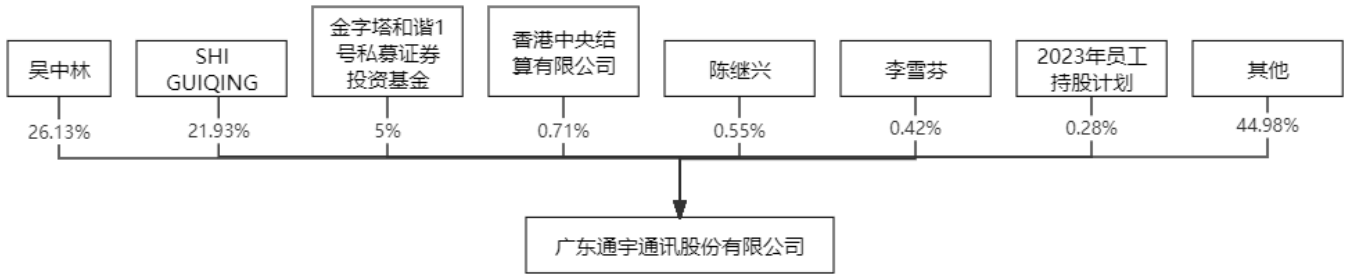 吴中林
SHI
GUIQING
金字塔和谐1
号私募证券
投资基金
香港中央结
算有限公司
陈继兴
李雪芬
2023年员工
持股计划
其他
26.13%
21.93%
5%
0.71%
0.55%
0.42%
0.28%
44.98%
广东通宇通讯股份有限公司